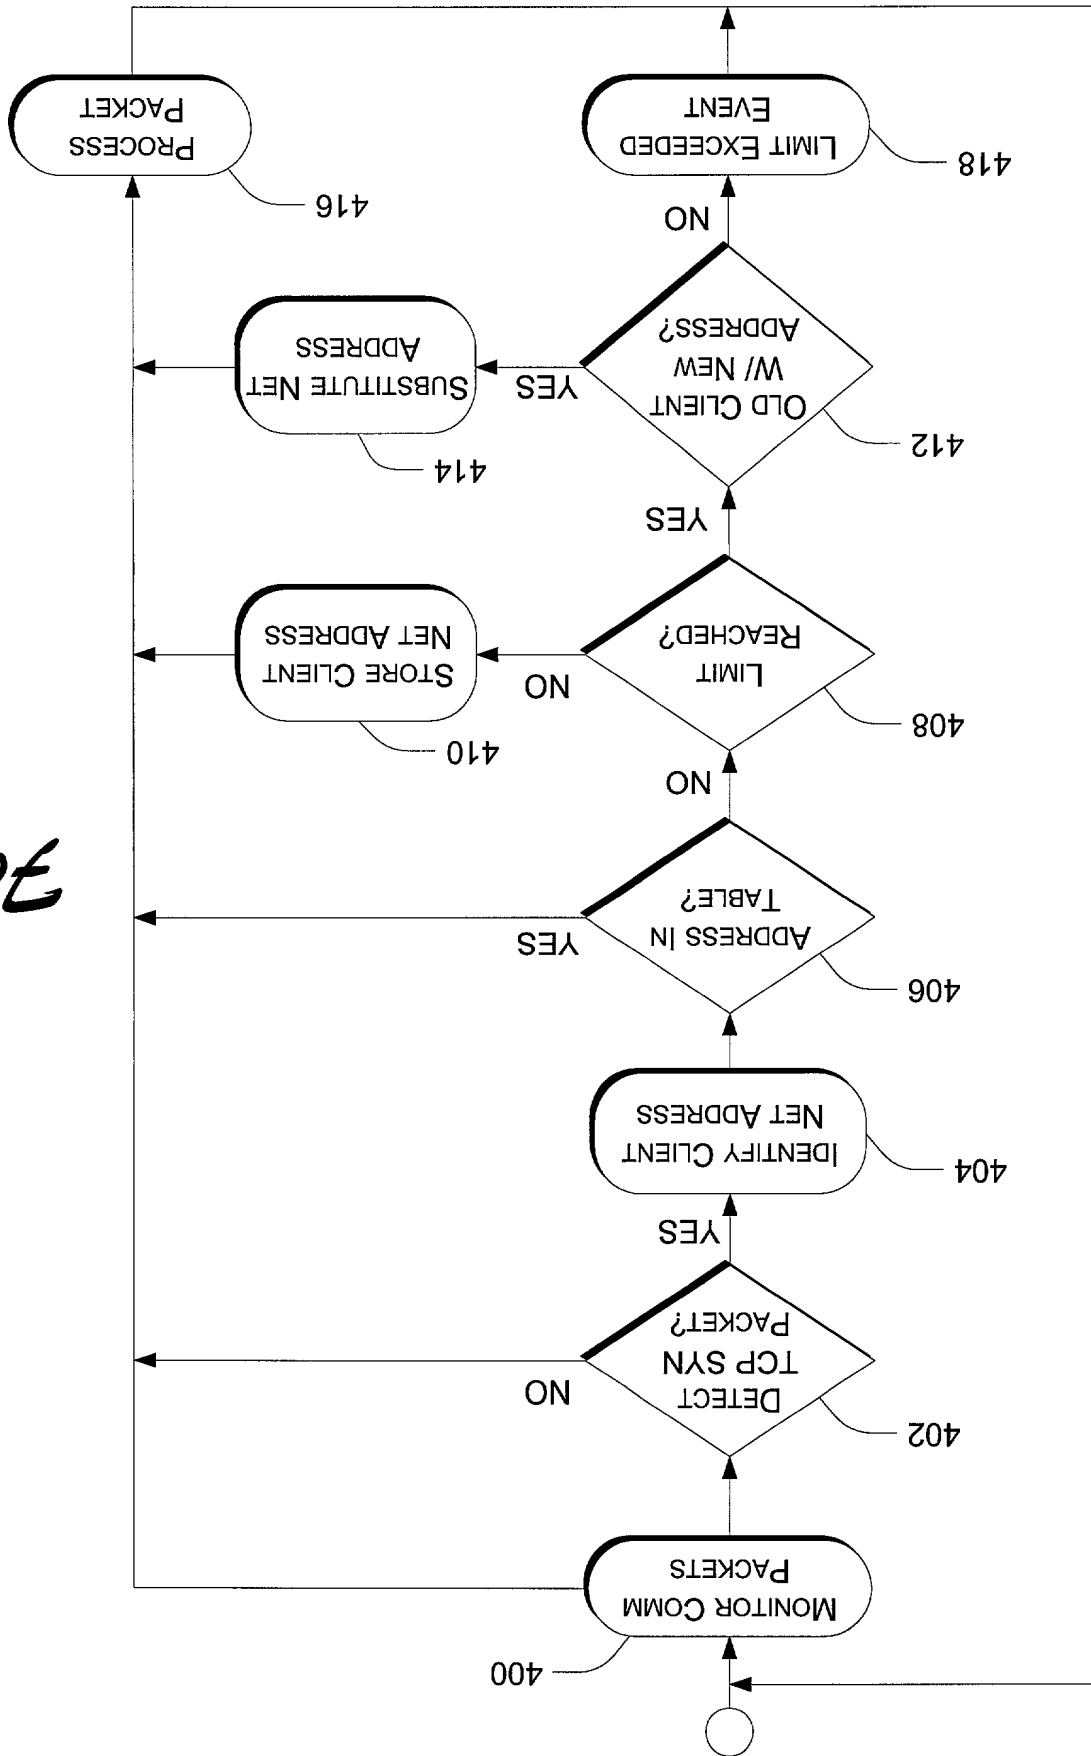 400
MONITOR COMM
PACKETS
402
DETECT
TCP SYN
PACKET?
NO
YES
404
IDENTIFY CLIENT
NET ADDRESS
406
ADDRESS IN
TABLE?
YES
NO
408
LIMIT
REACHED?
NO
410
STORE CLIENT
NET ADDRESS
YES
412
OLD CLIENT
W/ NEW
ADDRESS?
YES
414
SUBSTITUTE NET
ADDRESS
NO
416
PROCESS
PACKET
418
LIMIT EXCEEDED
EVENT